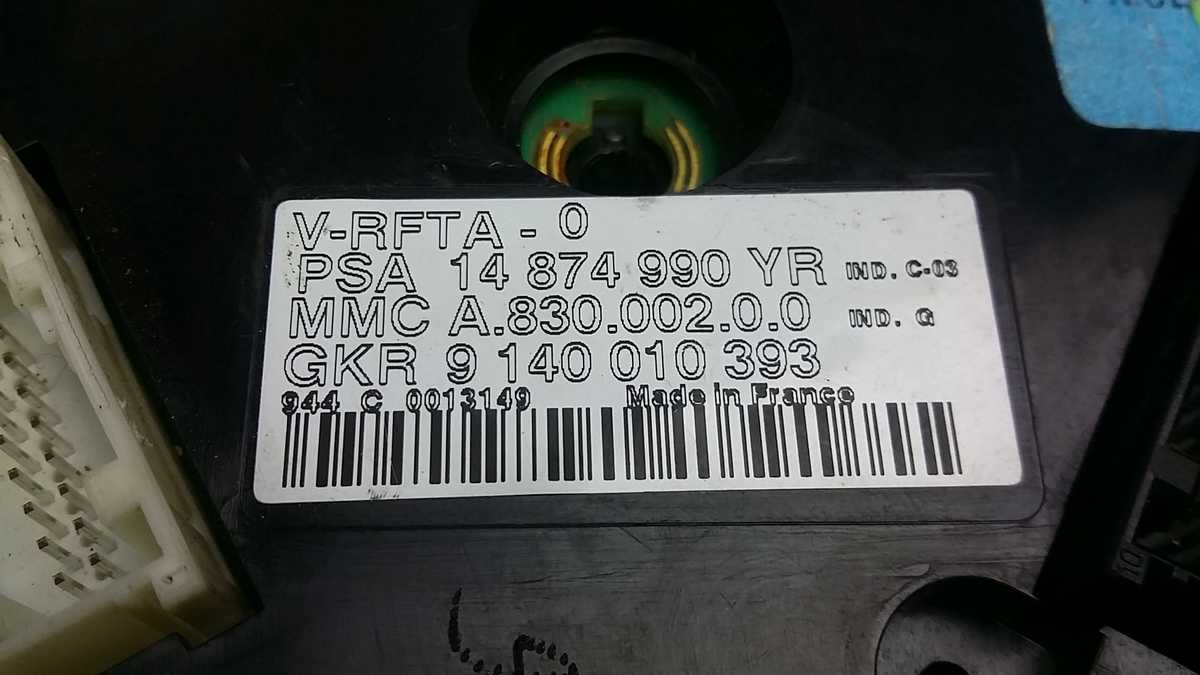 V-RFTA - 0
PSA 14 874 990 YR IND. C-03
MMC A.830.002.0.0 IND. G
GKR 9 140 010 393
944 C 0013149 Made in France